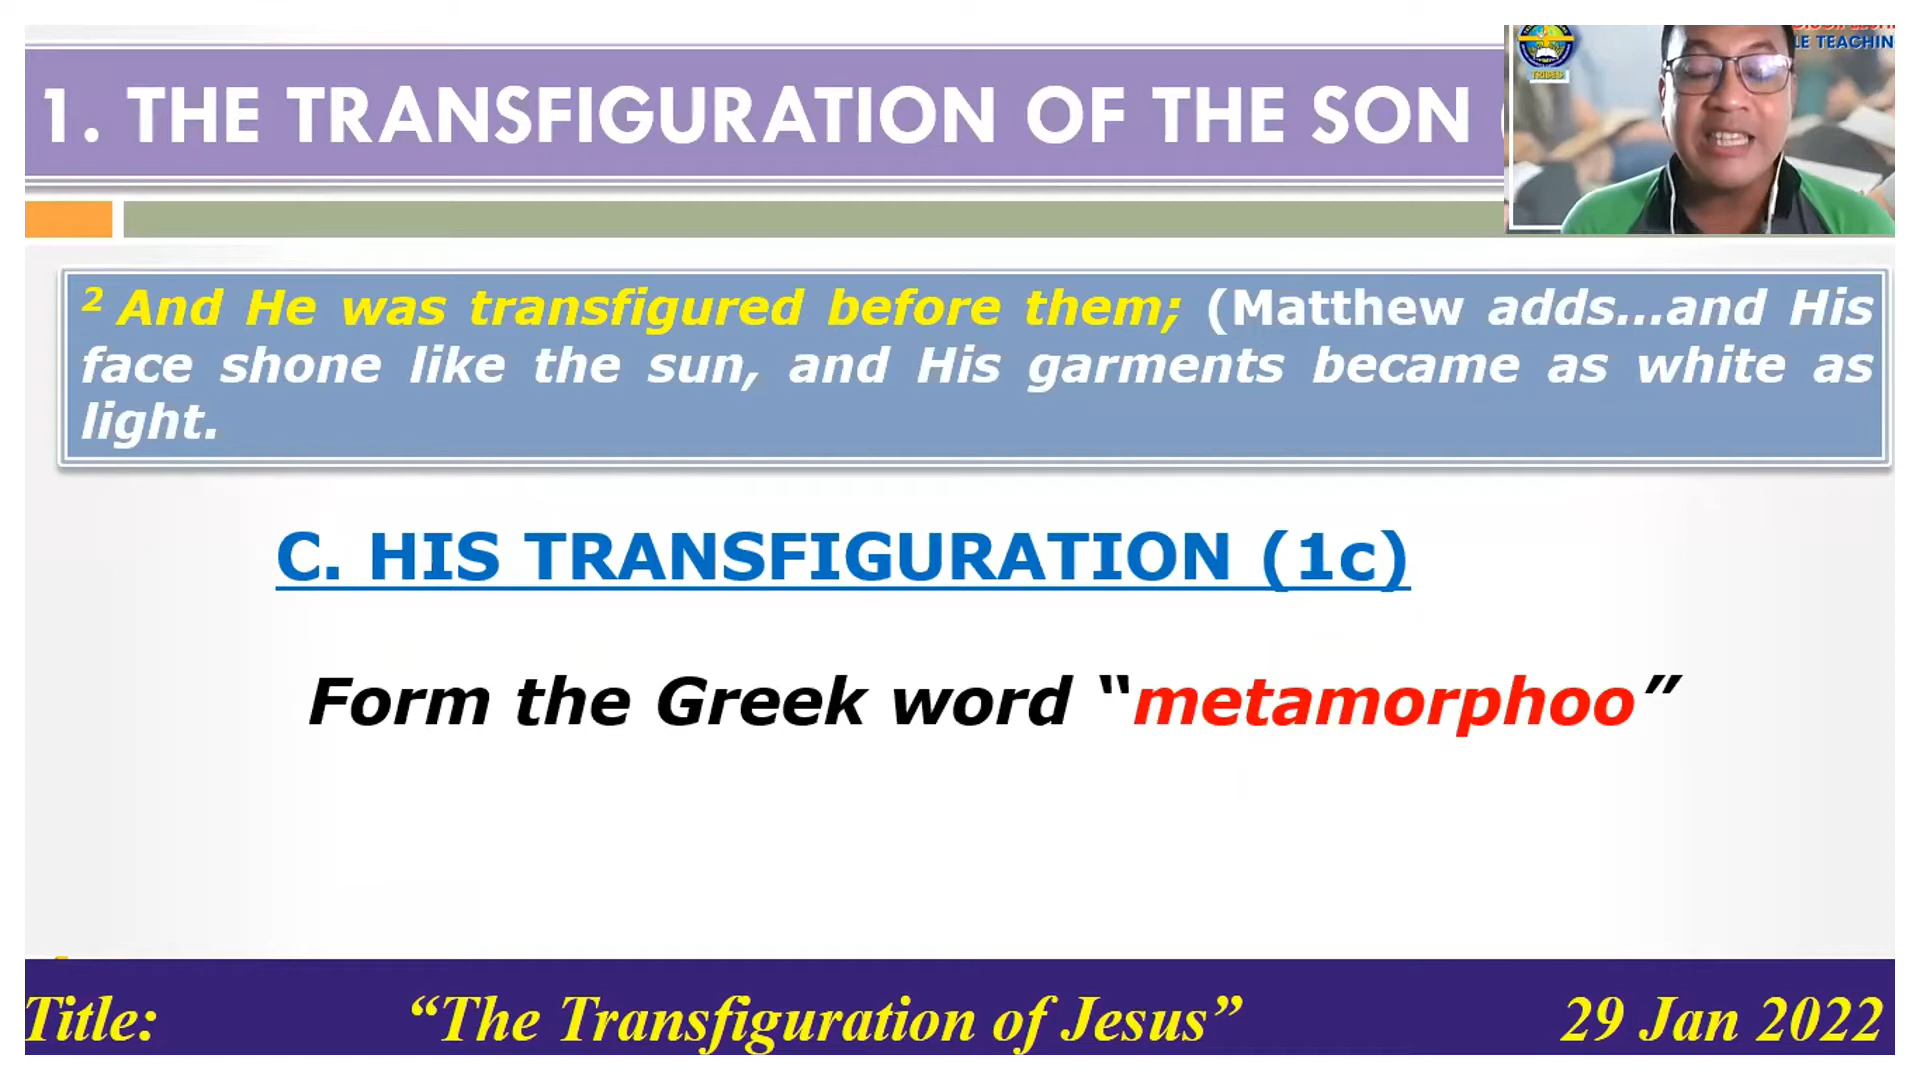 1. THE TRANSFIGURATION OF THE SON
LE TEACHIN
TRIBES
2 And He was transfigured before them; (Matthew adds...and His
face shone like the sun, and His garments became as white as
light.
C. HIS TRANSFIGURATION (1c)
Form the Greek word “metamorphoo”
Title: “The Transfiguration of Jesus” 29 Jan 2022